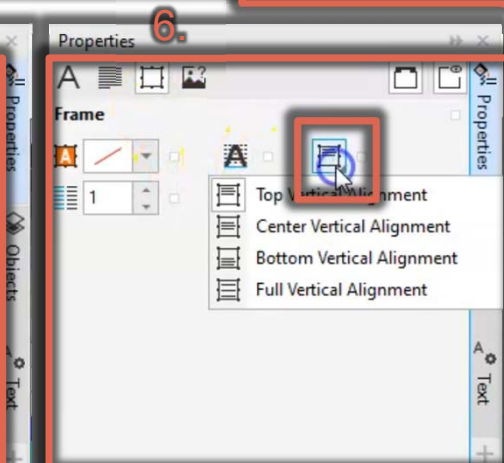 6.
Properties
Frame
1
Top Vertical Alignment
Center Vertical Alignment
Bottom Vertical Alignment
Full Vertical Alignment
Properties
Objects
Text
Properties
Text